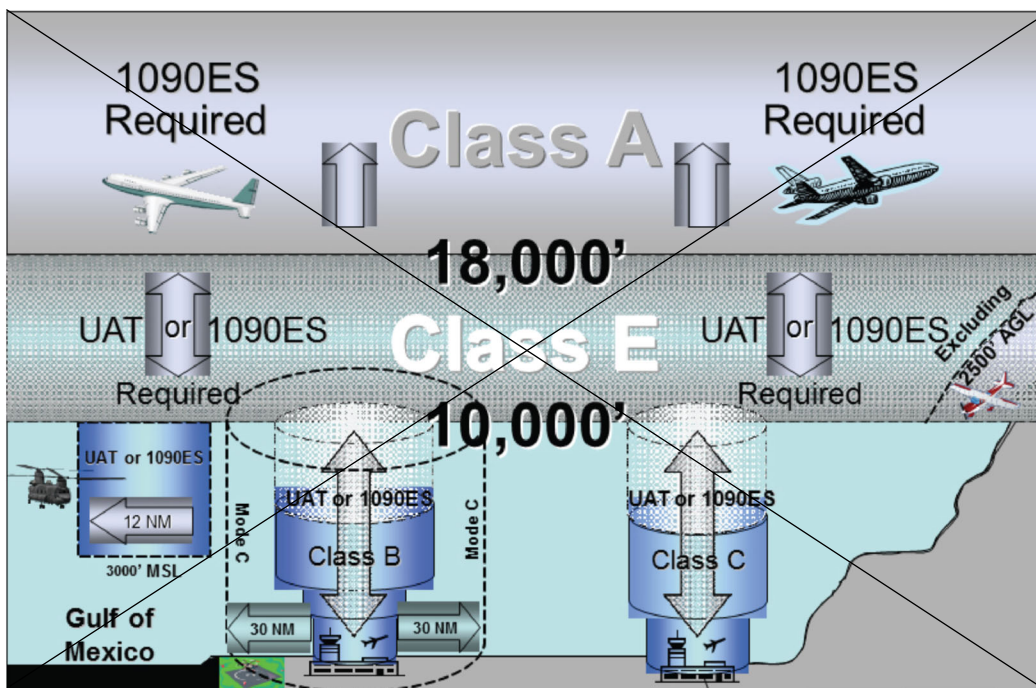 1090ES
Required
1090ES
Required
Class A
18,000’
UAT or 1090ES
Required
Class E
UAT or 1090ES
Required
Excluding
2500’ AGL
10,000’
UAT or 1090ES
12 NM
3000’ MSL
Gulf of
Mexico
Mode C
UAT or 1090ES
Class B
Mode C
30 NM
30 NM
UAT or 1090ES
Class C